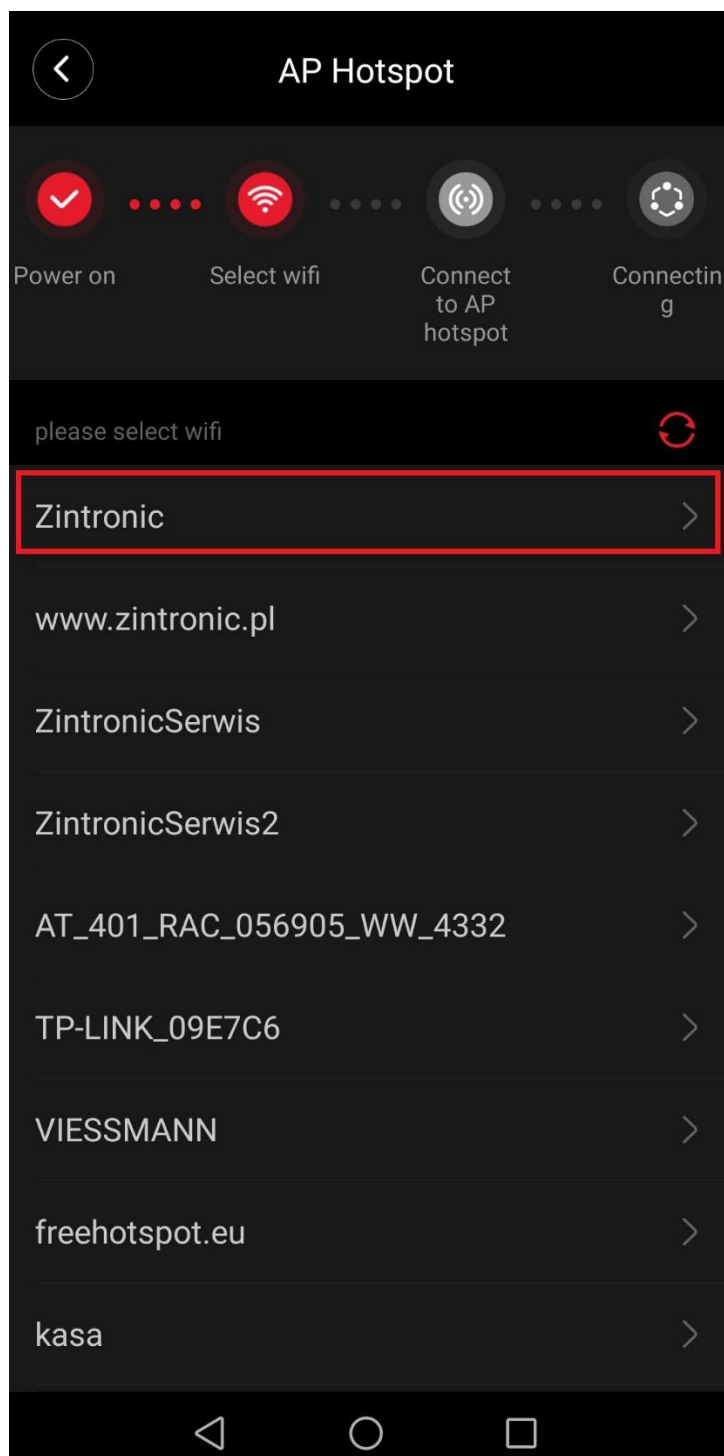 AP Hotspot
Power on
Select wifi
Connect
to AP
hotspot
Connectin
g
please select wifi
Zintronic
www.zintronic.pl
ZintronicSerwis
ZintronicSerwis2
AT_401_RAC_056905_WW_4332
TP-LINK_09E7C6
VIESSMANN
freehotspot.eu
kasa